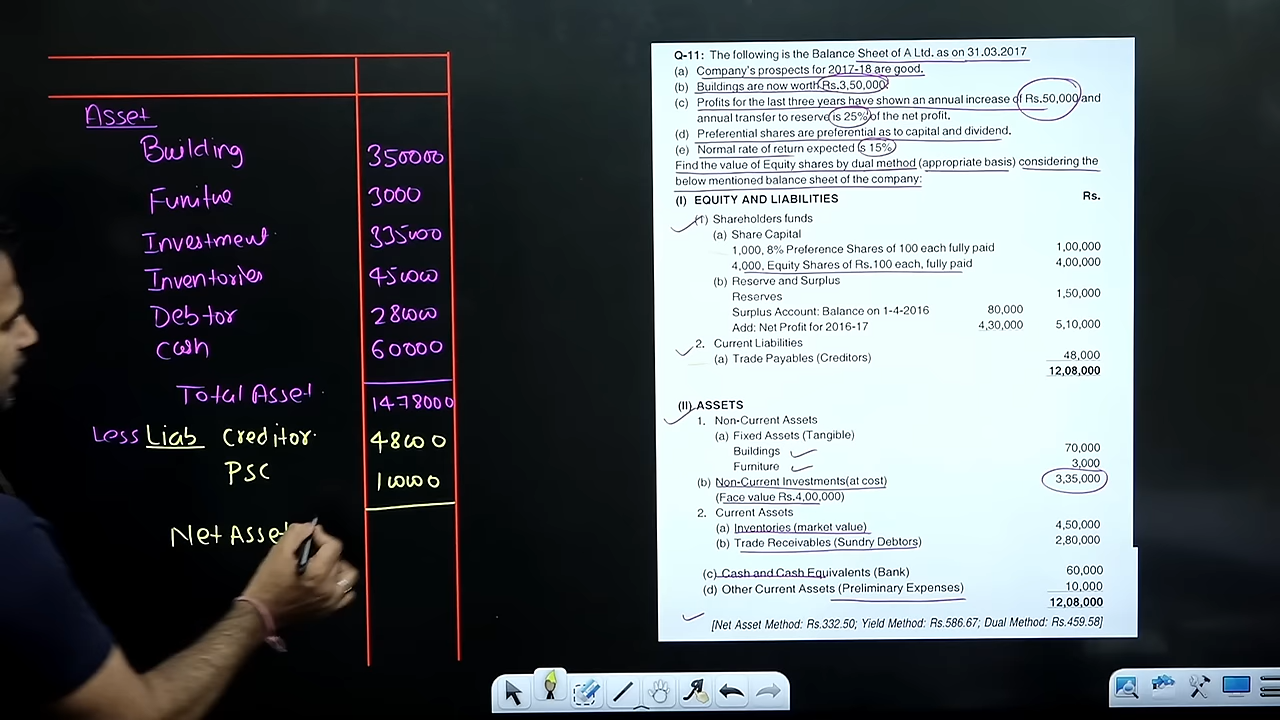 Asset
Building 350000
Funitue 3000
Investment 335000
Inventories 450000
Debtor 280000
Cash 60000
Total Asset 1478000
Less Liab Creditor 48000
PSC 100000
Net Asset
Q-11: The following is the Balance Sheet of A Ltd. as on 31.03.2017
(a) Company's prospects for 2017-18 are good.
(b) Buildings are now worth Rs.3,50,000.
(c) Profits for the last three years have shown an annual increase of Rs.50,000 and
annual transfer to reserve is 25% of the net profit.
(d) Preferential shares are preferential as to capital and dividend.
(e) Normal rate of return expected is 15%
Find the value of Equity shares by dual method (appropriate basis) considering the
below mentioned balance sheet of the company:
(I) EQUITY AND LIABILITIES Rs.
(1) Shareholders funds
(a) Share Capital
1,000, 8% Preference Shares of 100 each fully paid 1,00,000
4,000, Equity Shares of Rs.100 each, fully paid 4,00,000
(b) Reserve and Surplus
Reserves 1,50,000
Surplus Account: Balance on 1-4-2016 80,000
Add: Net Profit for 2016-17 4,30,000 5,10,000
2. Current Liabilities
(a) Trade Payables (Creditors) 48,000
12,08,000
(II) ASSETS
1. Non-Current Assets
(a) Fixed Assets (Tangible)
Buildings 70,000
Furniture 3,000
(b) Non-Current Investments(at cost) 3,35,000
(Face value Rs.4,00,000)
2. Current Assets
(a) Inventories (market value) 4,50,000
(b) Trade Receivables (Sundry Debtors) 2,80,000
(c) Cash and Cash Equivalents (Bank) 60,000
(d) Other Current Assets (Preliminary Expenses) 10,000
12,08,000
[Net Asset Method: Rs.332.50; Yield Method: Rs.586.67; Dual Method: Rs.459.58]